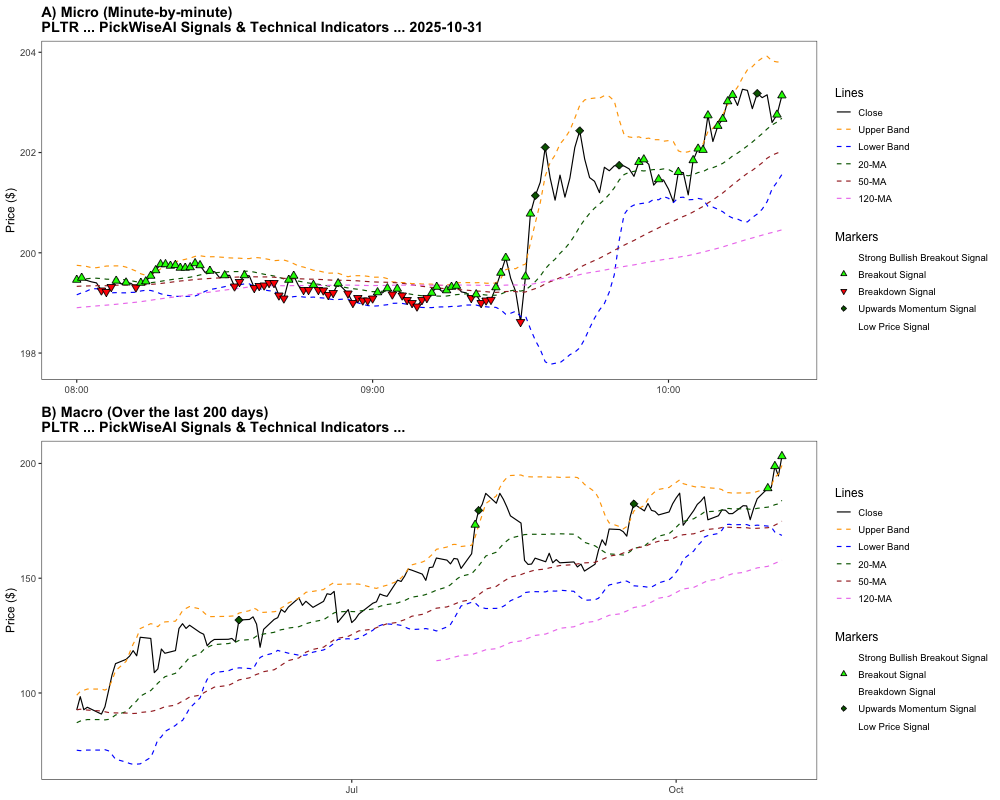 A) Micro (Minute-by-minute)
PLTR ... PickWiseAI Signals & Technical Indicators ... 2025-10-31
204
202
200
198
Price ($)
08:00
09:00
10:00
Lines
Close
Upper Band
Lower Band
20-MA
50-MA
120-MA
Markers
Strong Bullish Breakout Signal
Breakout Signal
Breakdown Signal
Upwards Momentum Signal
Low Price Signal
B) Macro (Over the last 200 days)
PLTR ... PickWiseAI Signals & Technical Indicators ...
200
150
100
Price ($)
Jul
Oct
Lines
Close
Upper Band
Lower Band
20-MA
50-MA
120-MA
Markers
Strong Bullish Breakout Signal
Breakout Signal
Breakdown Signal
Upwards Momentum Signal
Low Price Signal